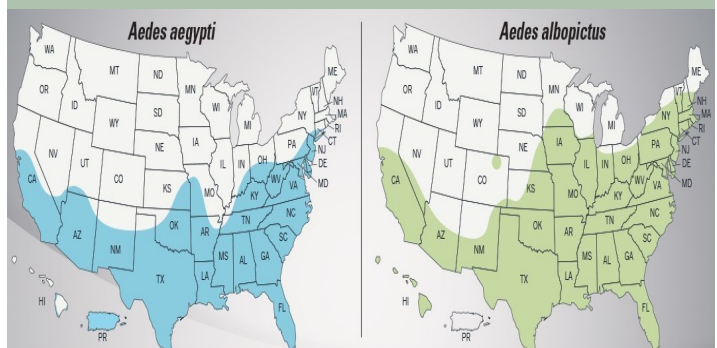 Aedes aegypti
WA
MT
ND
MN
ME
VT
NH
OR
ID
WY
SD
WI
MI
NY
MA
RI
CT
NV
UT
CO
NE
IA
IL
IN
OH
PA
NJ
DE
MD
CA
KS
MO
KY
WV
VA
AZ
NM
OK
AR
TN
NC
TX
LA
MS
AL
GA
SC
FL
HI
PR
Aedes albopictus
WA
MT
ND
MN
ME
VT
NH
OR
ID
WY
SD
WI
MI
NY
MA
RI
CT
NV
UT
CO
NE
IA
IL
IN
OH
PA
NJ
DE
MD
CA
KS
MO
KY
WV
VA
AZ
NM
OK
AR
TN
NC
TX
LA
MS
AL
GA
SC
FL
HI
PR